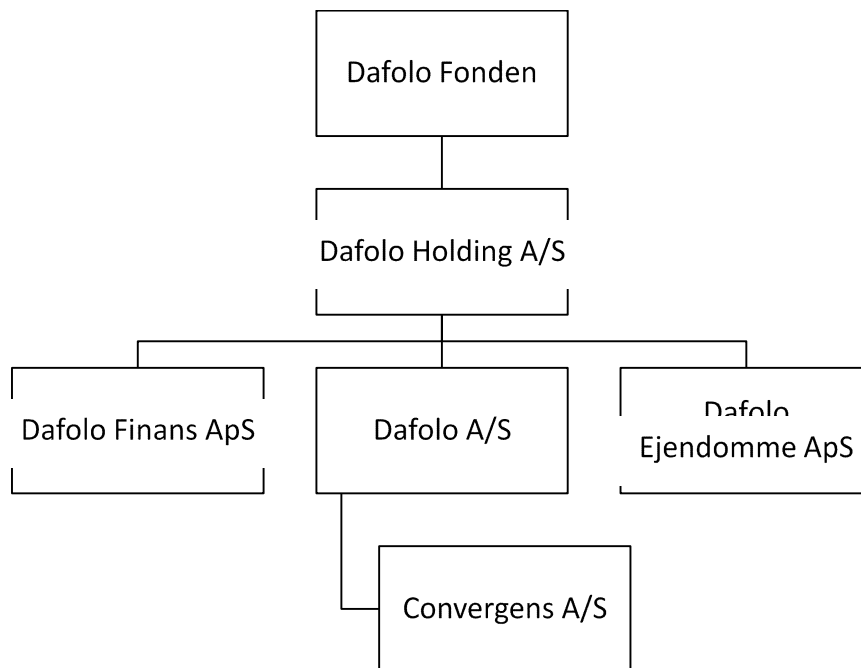 Dafolo Fonden
Dafolo Holding A/S
Dafolo Finans ApS
Dafolo A/S
Dafolo
Ejendomme ApS
Convergens A/S